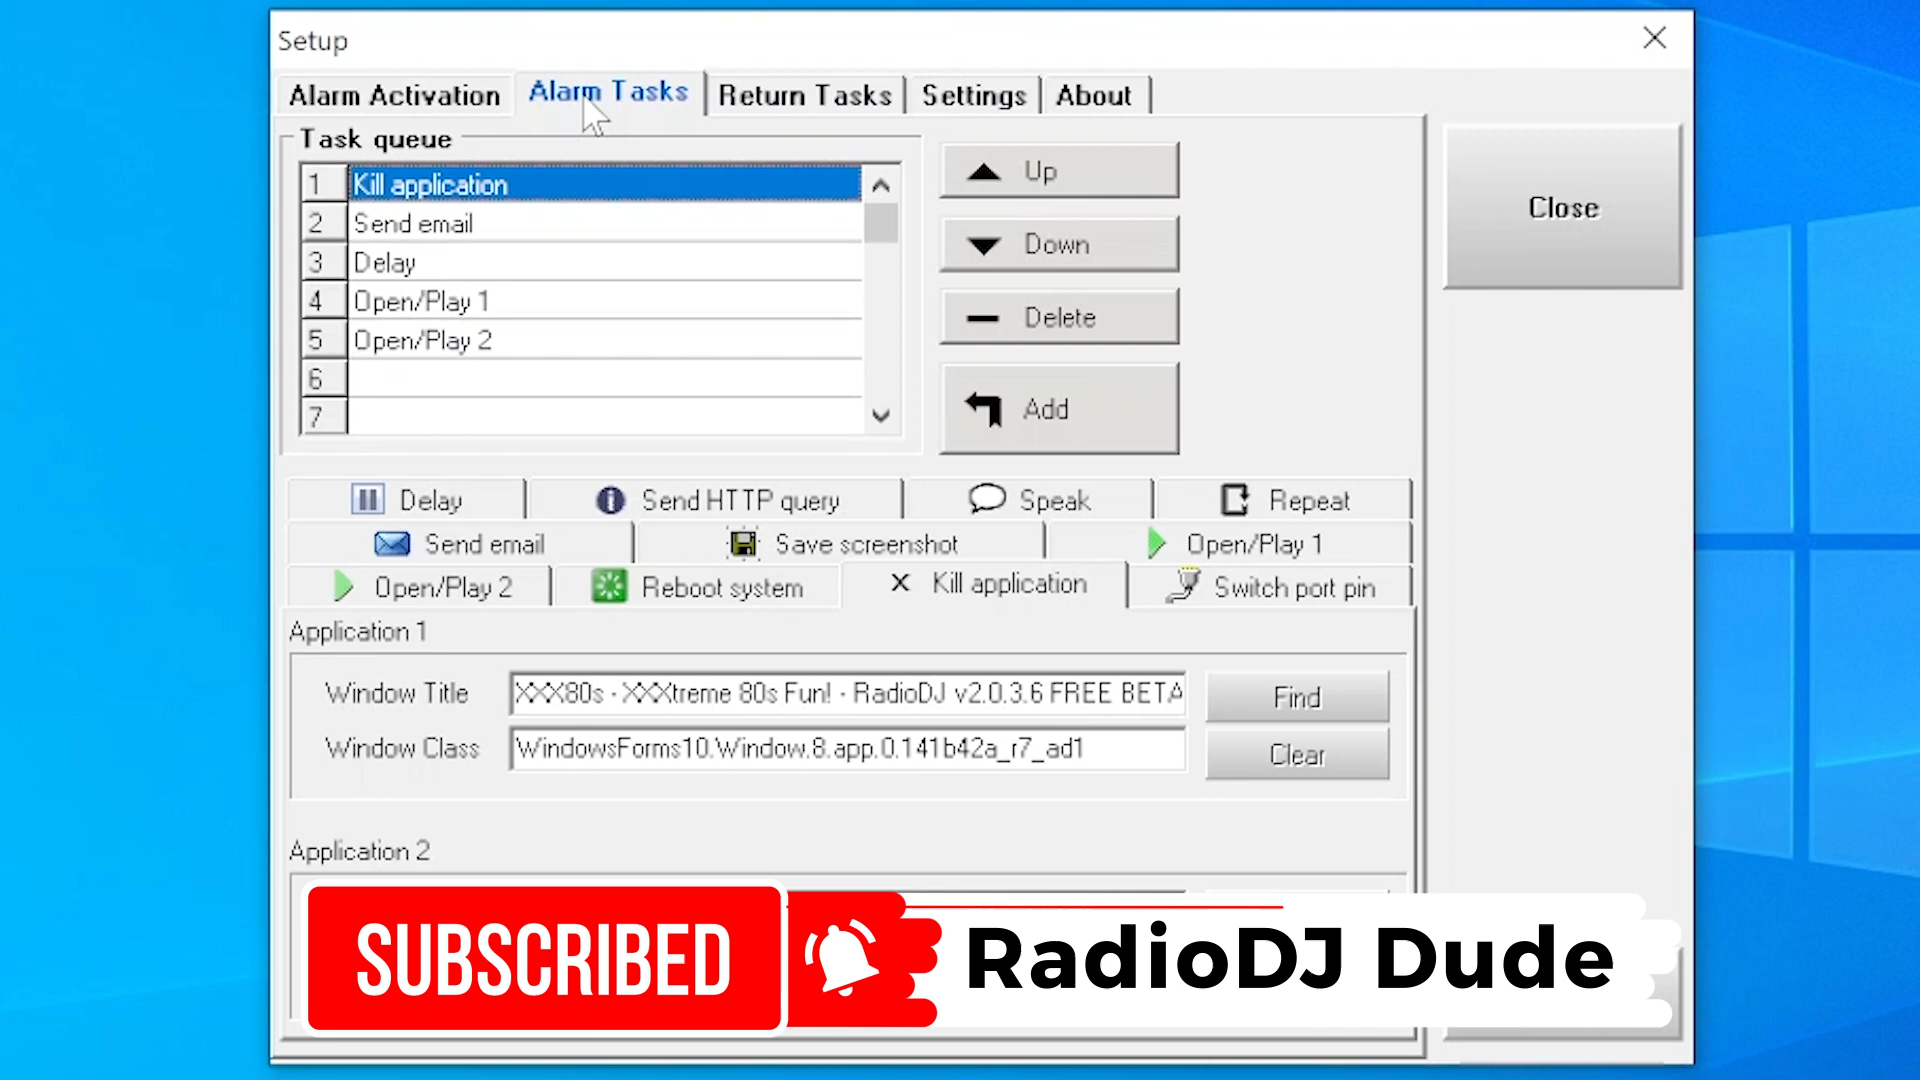 Setup
Alarm Activation
Alarm Tasks
Return Tasks
Settings
About
Task queue
1 Kill application
2 Send email
3 Delay
4 Open/Play 1
5 Open/Play 2
6
7
Up
Down
Delete
Add
Close
Delay
Send HTTP query
Speak
Repeat
Send email
Save screenshot
Open/Play 1
Open/Play 2
Reboot system
Kill application
Switch port pin
Application 1
Window Title XXX80s - XXXtreme 80s Fun! - RadioDJ v2.0.3.6 FREE BETA
Find
Window Class WindowsForms10.Window.8.app.0.141b42a_r7_ad1
Clear
Application 2
SUBSCRIBED
RadioDJ Dude